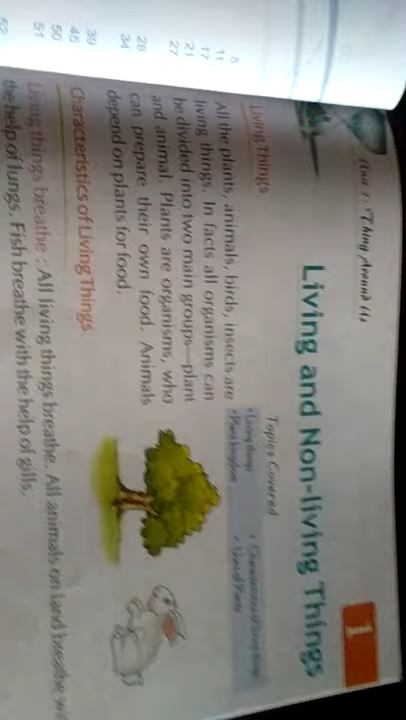 Unit 1 : Thing Around Us
1
Living and Non-living Things
Topics Covered
• Living things
• Characteristics of Living things
• Plant kingdom
• Use of Plants
Living Things
All the plants, animals, birds, insects are
living things. In facts all organisms can
be divided into two main groups—plant
and animal. Plants are organisms, who
can prepare their own food. Animals
depend on plants for food.
Characteristics of Living Things
Living things breathe : All living things breathe. All animals on land breathe
the help of lungs. Fish breathe with the help of gills.
5
11
17
21
27
28
34
39
45
50
51
52